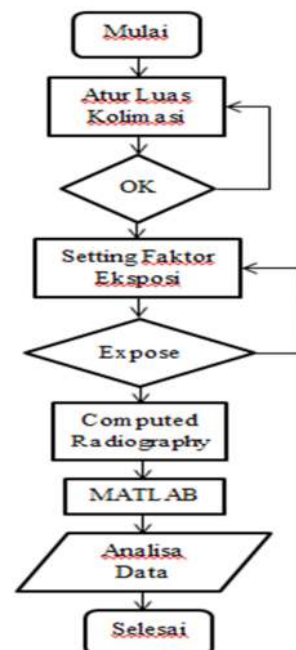 Mulai
Atur Luas
Kolimasi
OK
Setting Faktor
Eksposi
Expose
Computed
Radiography
MATLAB
Analisa
Data
Selesai